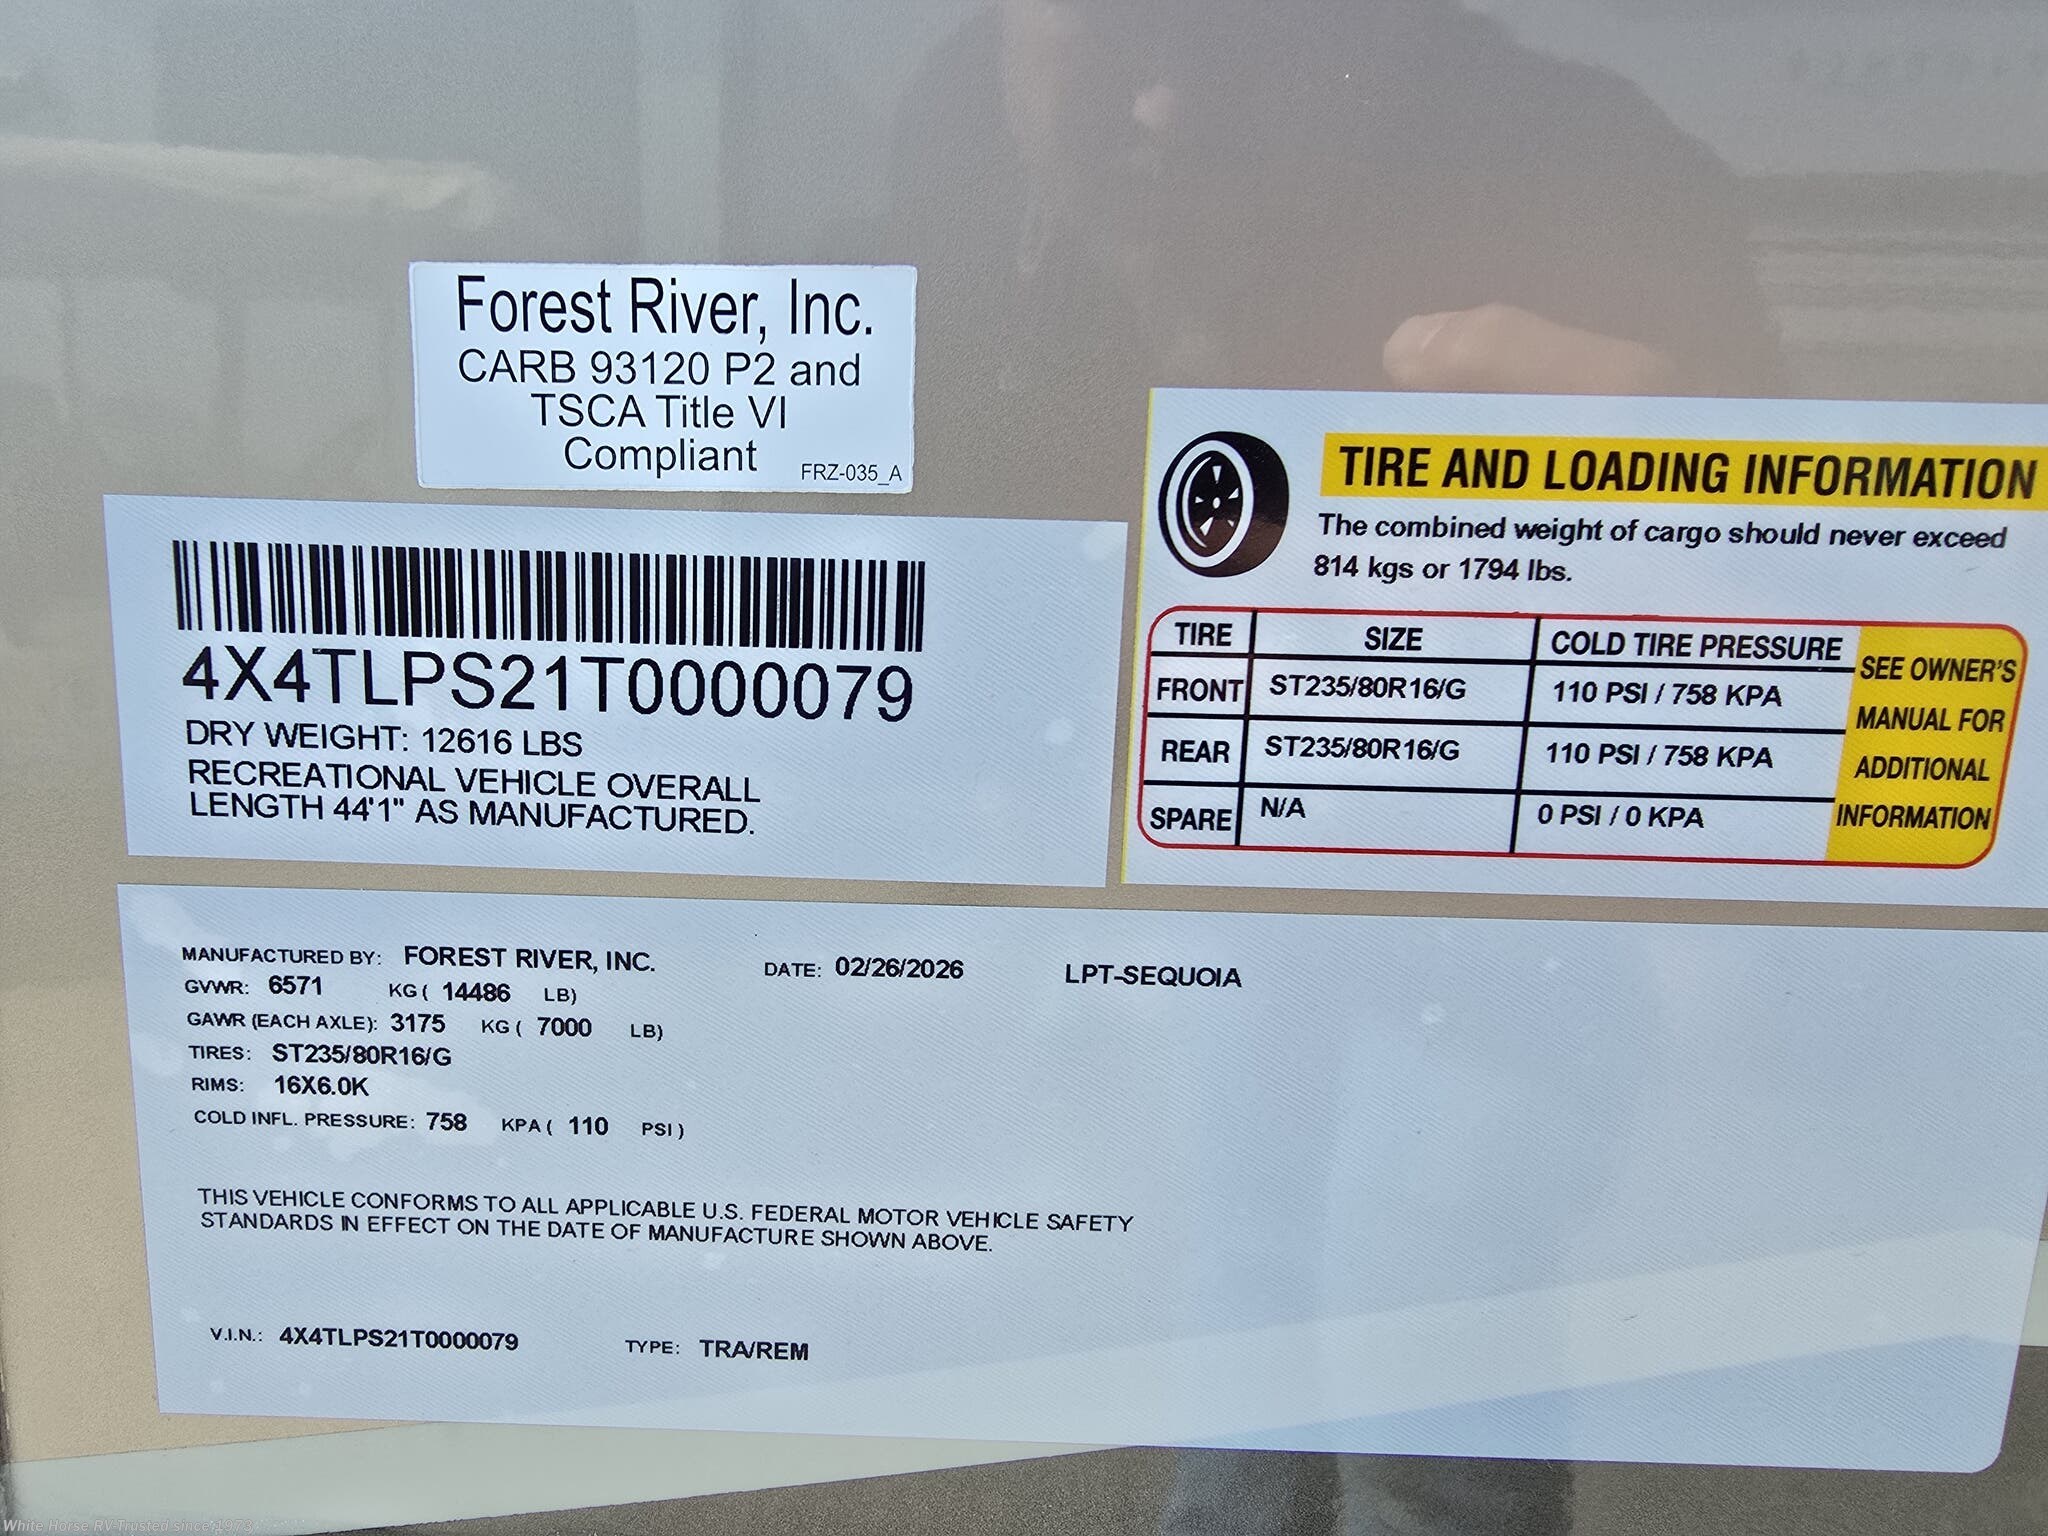 Forest River, Inc.
CARB 93120 P2 and
TSCA Title VI
Compliant
FRZ-035_A
4X4TLPS21T0000079
DRY WEIGHT: 12616 LBS
RECREATIONAL VEHICLE OVERALL
LENGTH 44'1" AS MANUFACTURED.
TIRE AND LOADING INFORMATION
The combined weight of cargo should never exceed
814 kgs or 1794 lbs.
TIRE SIZE COLD TIRE PRESSURE
FRONT ST235/80R16/G 110 PSI / 758 KPA
REAR ST235/80R16/G 110 PSI / 758 KPA
SPARE N/A 0 PSI / 0 KPA
SEE OWNER'S
MANUAL FOR
ADDITIONAL
INFORMATION
MANUFACTURED BY: FOREST RIVER, INC. DATE: 02/26/2026 LPT-SEQUOIA
GVWR: 6571 KG ( 14486 LB)
GAWR (EACH AXLE): 3175 KG ( 7000 LB)
TIRES: ST235/80R16/G
RIMS: 16X6.0K
COLD INFL. PRESSURE: 758 KPA ( 110 PSI )
THIS VEHICLE CONFORMS TO ALL APPLICABLE U.S. FEDERAL MOTOR VEHICLE SAFETY
STANDARDS IN EFFECT ON THE DATE OF MANUFACTURE SHOWN ABOVE.
V.I.N.: 4X4TLPS21T0000079 TYPE: TRA/REM
White Horse RV Trusted since 1973